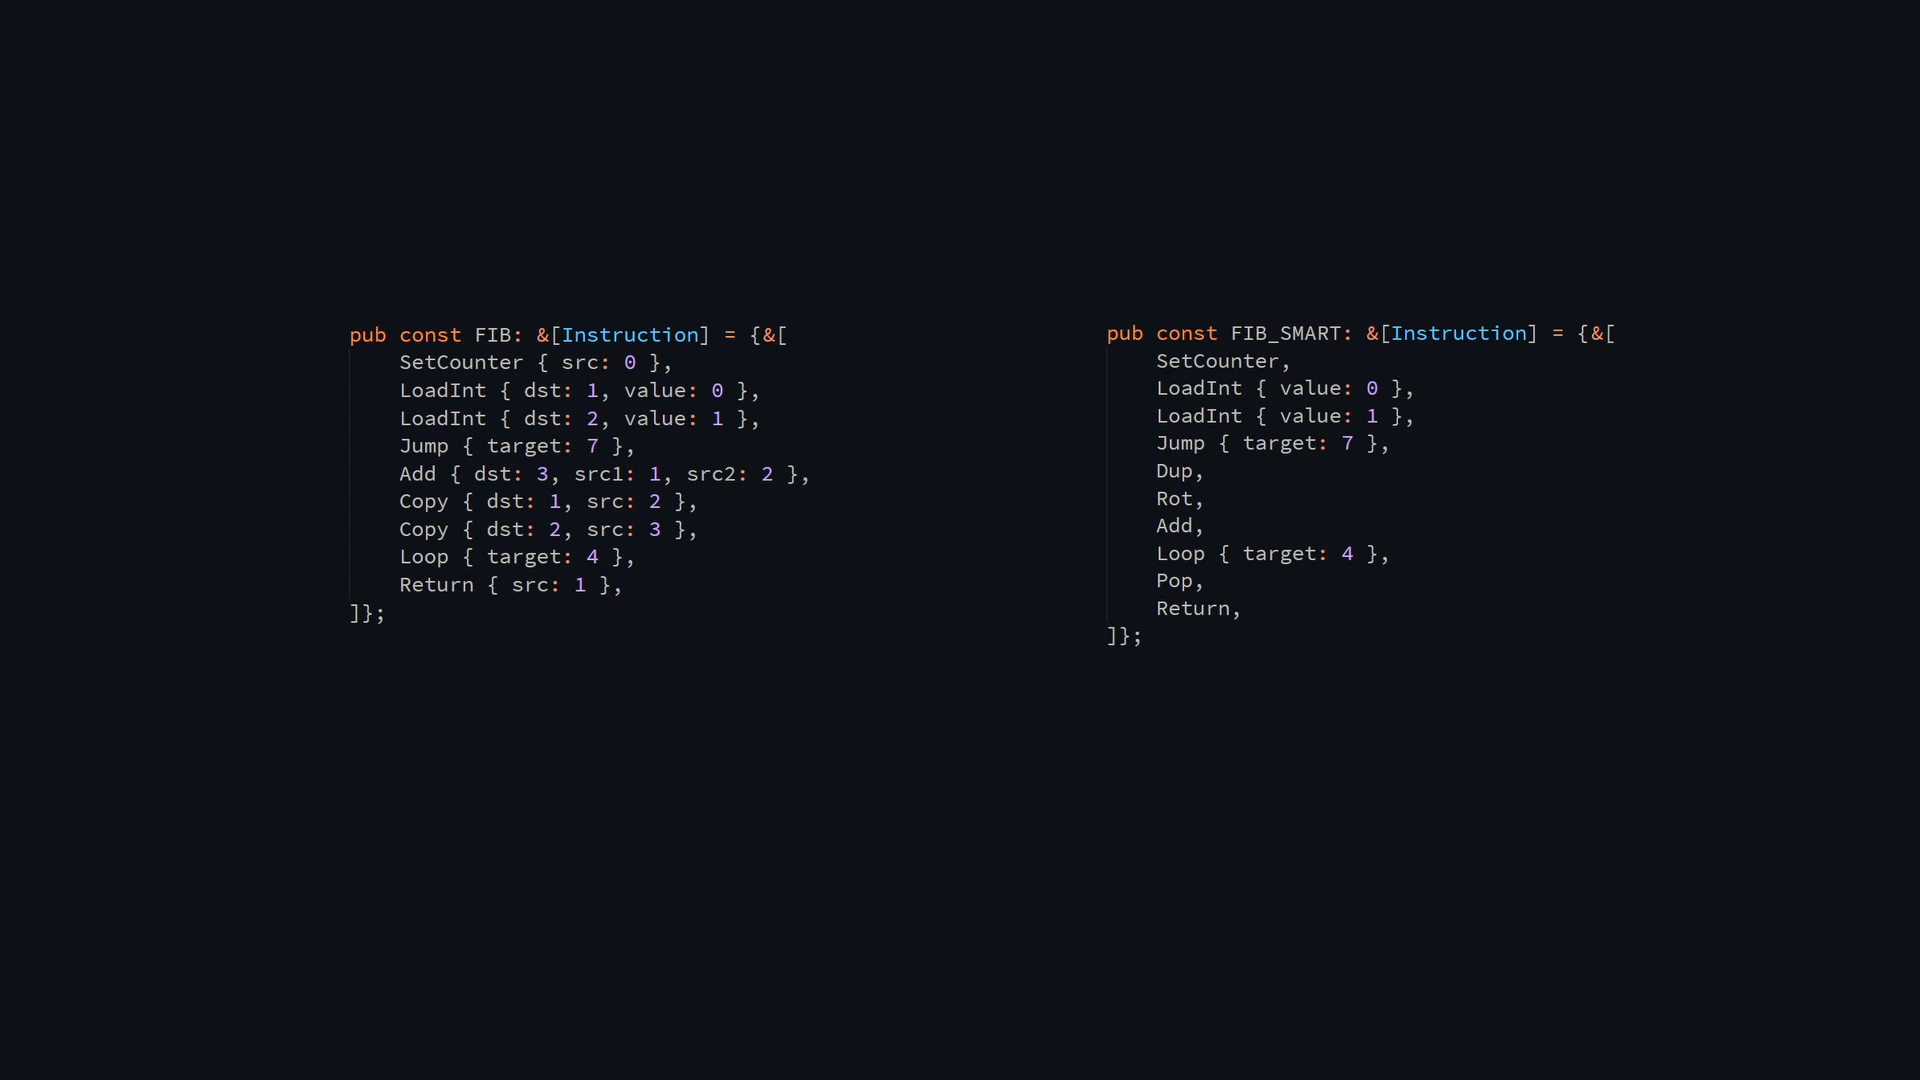 pub const FIB: &[Instruction] = {&[
    SetCounter { src: 0 },
    LoadInt { dst: 1, value: 0 },
    LoadInt { dst: 2, value: 1 },
    Jump { target: 7 },
    Add { dst: 3, src1: 1, src2: 2 },
    Copy { dst: 1, src: 2 },
    Copy { dst: 2, src: 3 },
    Loop { target: 4 },
    Return { src: 1 },
]};
pub const FIB_SMART: &[Instruction] = {&[
    SetCounter,
    LoadInt { value: 0 },
    LoadInt { value: 1 },
    Jump { target: 7 },
    Dup,
    Rot,
    Add,
    Loop { target: 4 },
    Pop,
    Return,
]};